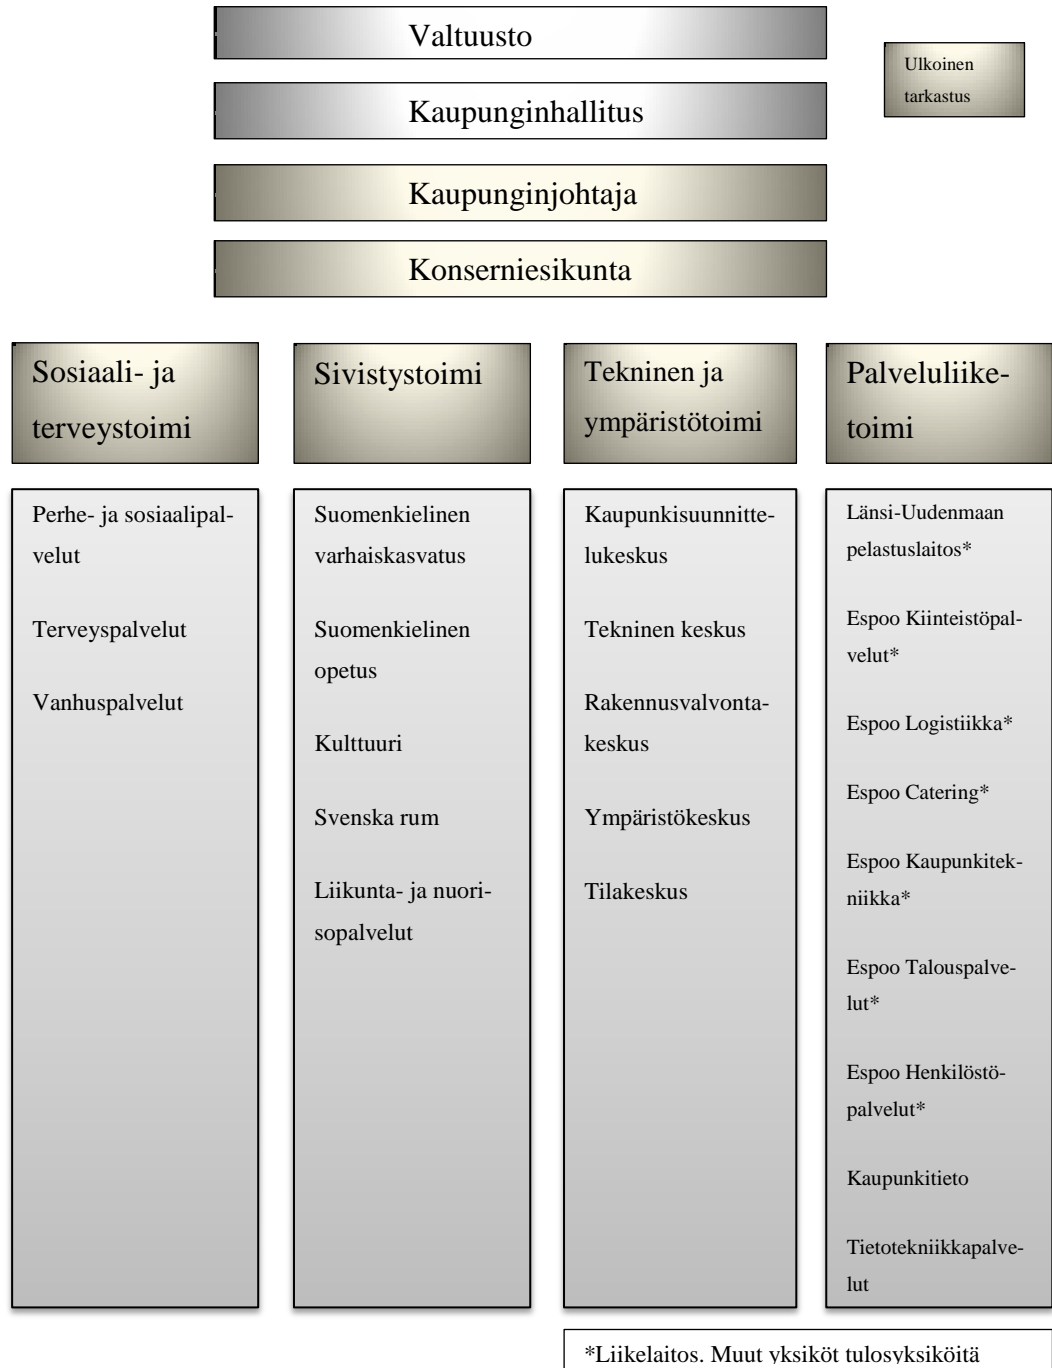 Valtuusto
Ulkoinen
tarkastus
Kaupunginhallitus
Kaupunginjohtaja
Konserniesikunta
Sosiaali- ja
terveystoimi
Perhe- ja sosiaalipal-
velut
Terveyspalvelut
Vanhuspalvelut
Sivistystoimi
Suomenkielinen
varhaiskasvatus
Suomenkielinen
opetus
Kulttuuri
Svenska rum
Liikunta- ja nuori-
sopalvelut
Tekninen ja
ympäristötoimi
Kaupunkisuunnitte-
lukeskus
Tekninen keskus
Rakennusvalvonta-
keskus
Ympäristökeskus
Tilakeskus
Palveluliike-
toimi
Länsi-Uudenmaan
pelastuslaitos*
Espoo Kiinteistöpal-
velut*
Espoo Logistiikka*
Espoo Catering*
Espoo Kaupunkitek-
niikka*
Espoo Talouspalve-
lut*
Espoo Henkilöstö-
palvelut*
Kaupunkitieto
Tietotekniikkapalve-
lut
*Liikelaitos. Muut yksiköt tulosyksiköitä